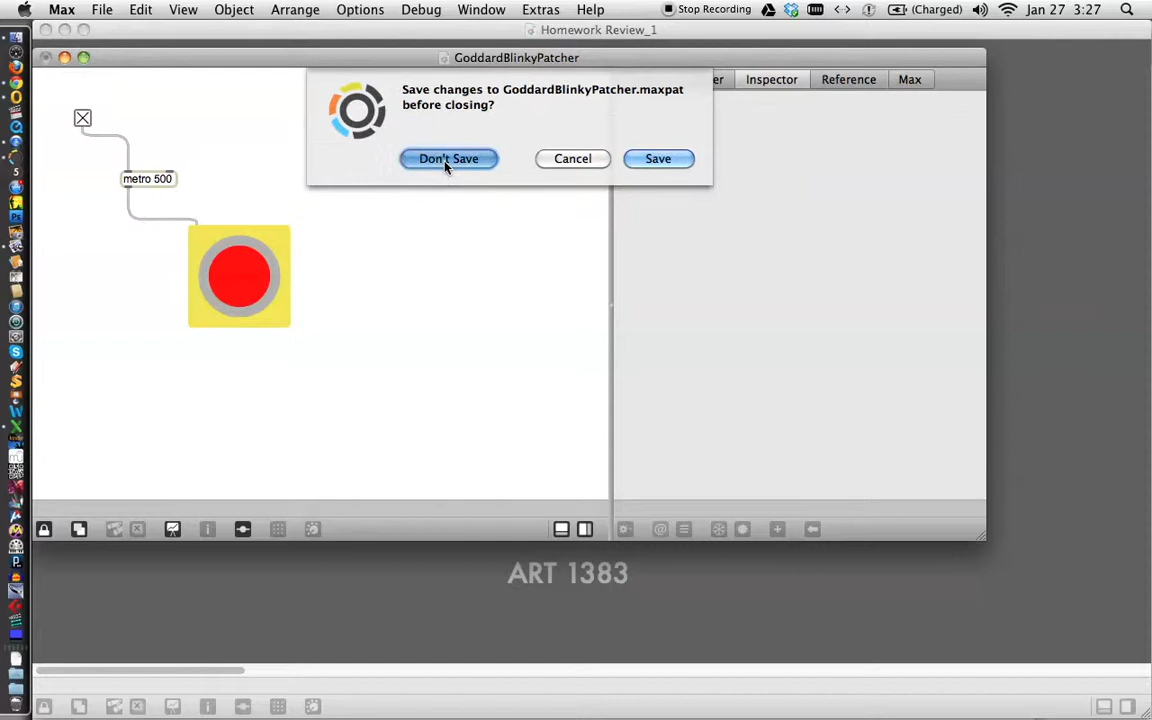 Max File Edit View Object Arrange Options Debug Window Extras Help Stop Recording (Charged) Jan 27 3:27
Homework Review_1
GoddardBlinkyPatcher
Save changes to GoddardBlinkyPatcher.maxpat
before closing?
Don't Save Cancel Save
er Inspector Reference Max
metro 500
ART 1383